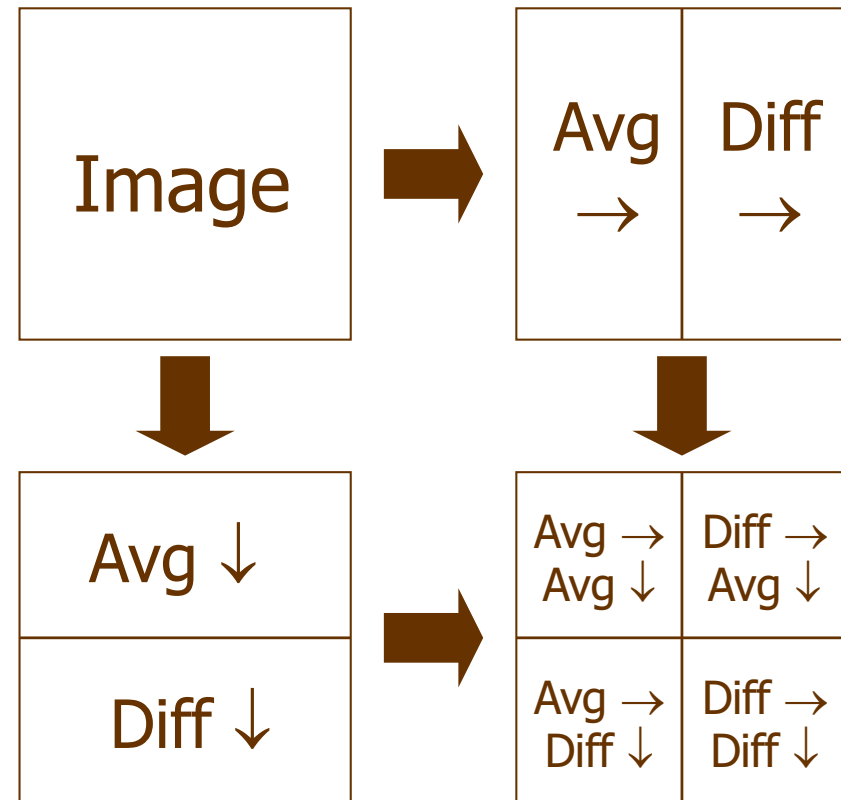 Image
Avg Diff
→ →
Avg ↓
Diff ↓
Avg → Diff →
Avg ↓ Avg ↓
Avg → Diff →
Diff ↓ Diff ↓